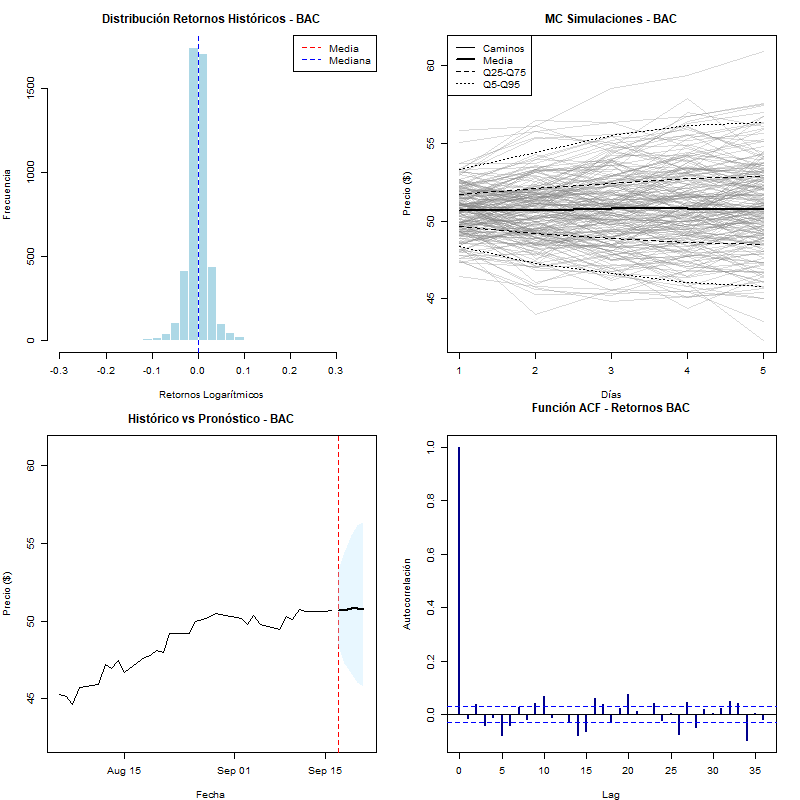 Distribución Retornos Históricos - BAC
Media
Mediana
Frecuencia
0
500
1000
1500
-0.3
-0.2
-0.1
0.0
0.1
0.2
0.3
Retornos Logarítmicos
MC Simulaciones - BAC
Caminos
Media
Q25-Q75
Q5-Q95
Precio ($)
45
50
55
60
1
2
3
4
5
Días
Histórico vs Pronóstico - BAC
Precio ($)
45
50
55
60
Aug 15
Sep 01
Sep 15
Fecha
Función ACF - Retornos BAC
Autocorrelación
0.0
0.2
0.4
0.6
0.8
1.0
0
5
10
15
20
25
30
35
Lag